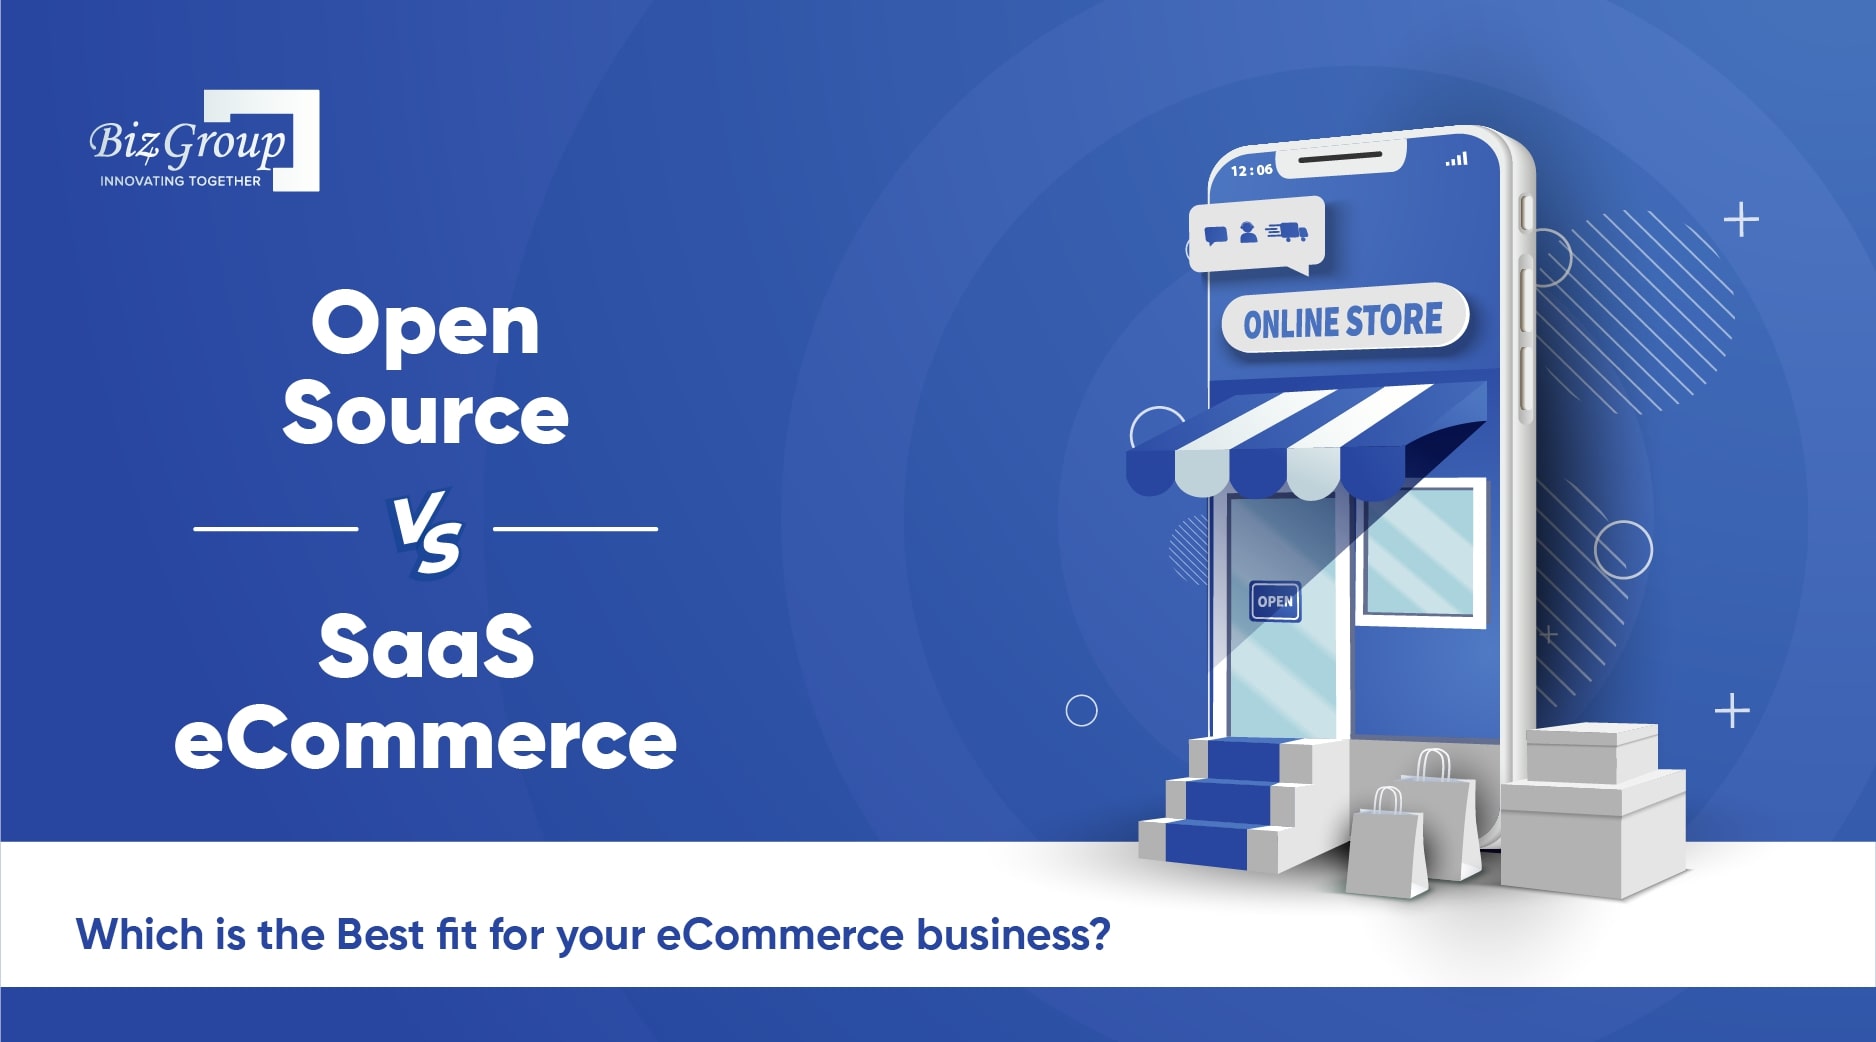 Biz4Group
INNOVATING TOGETHER
Open
Source
VS
SaaS
eCommerce
12:06
ONLINE STORE
OPEN
Which is the Best fit for your eCommerce business?